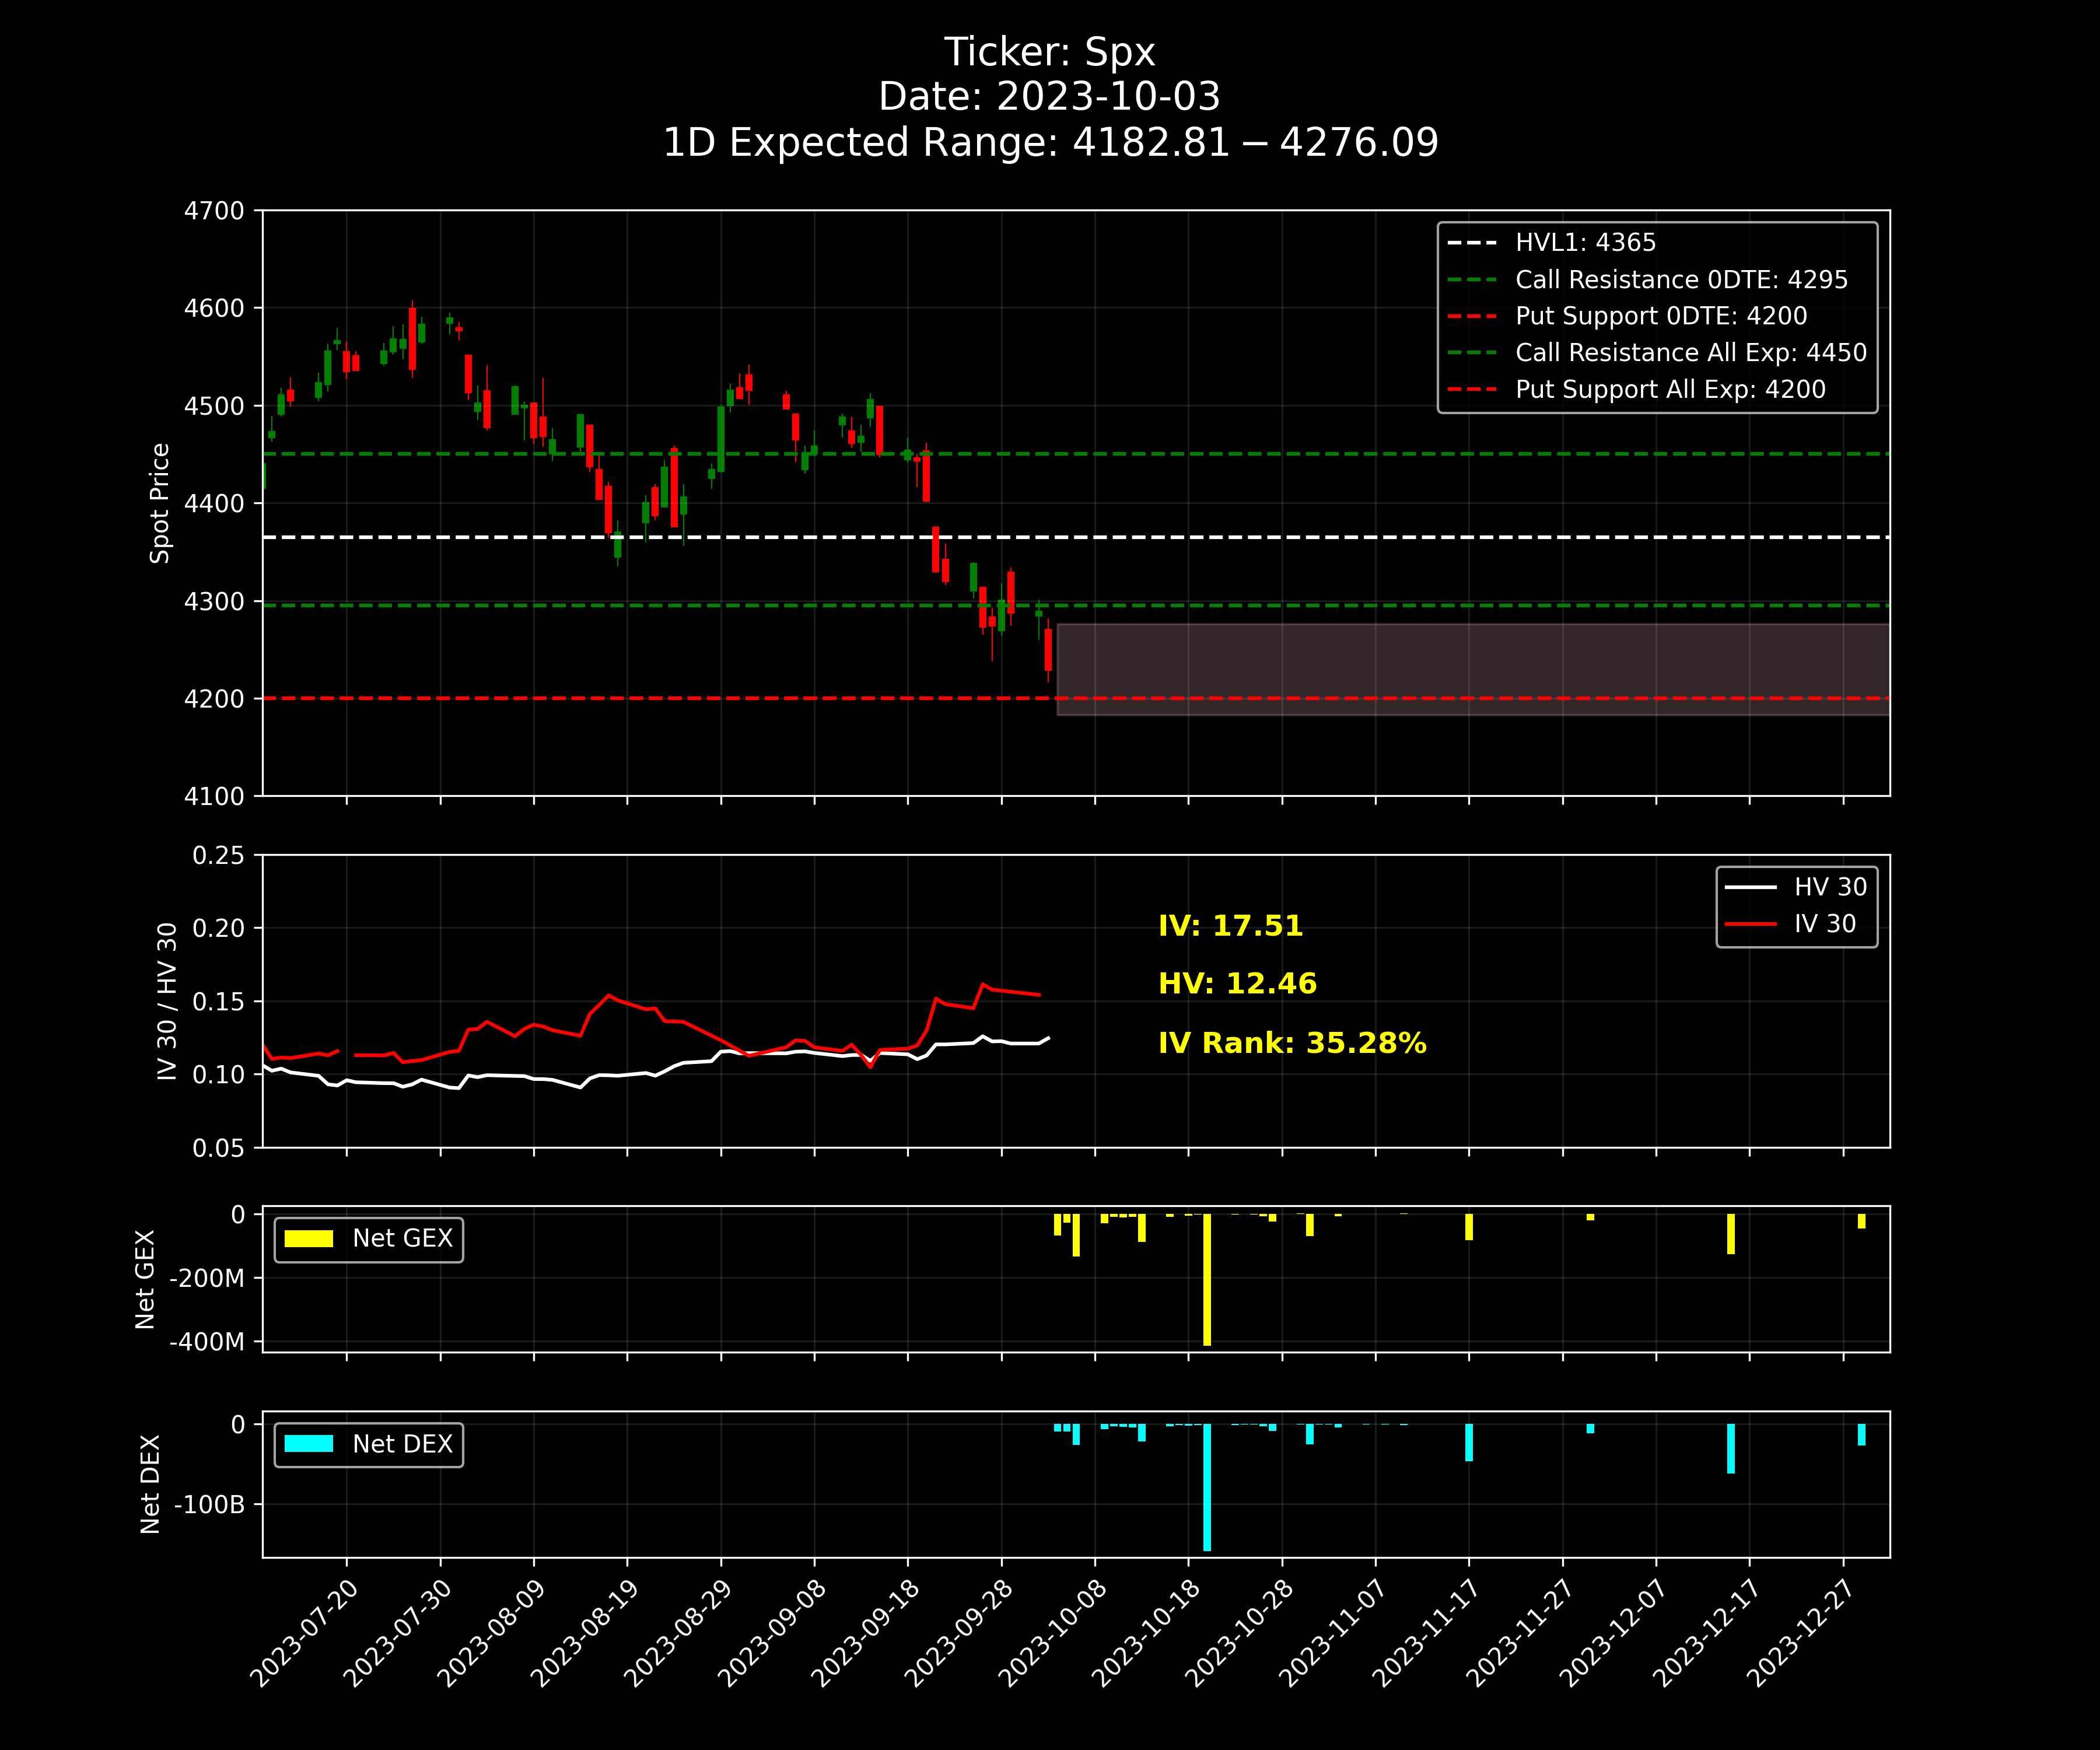 Ticker: Spx
Date: 2023-10-03
1D Expected Range: 4182.81 − 4276.09
4700
4600
4500
4400
4300
4200
4100
Spot Price
HVL1: 4365
Call Resistance 0DTE: 4295
Put Support 0DTE: 4200
Call Resistance All Exp: 4450
Put Support All Exp: 4200
0.25
0.20
0.15
0.10
0.05
IV 30 / HV 30
IV: 17.51
HV: 12.46
IV Rank: 35.28%
HV 30
IV 30
0
-200M
-400M
Net GEX
Net GEX
0
-100B
Net DEX
Net DEX
2023-07-20
2023-07-30
2023-08-09
2023-08-19
2023-08-29
2023-09-08
2023-09-18
2023-09-28
2023-10-08
2023-10-18
2023-10-28
2023-11-07
2023-11-17
2023-11-27
2023-12-07
2023-12-17
2023-12-27